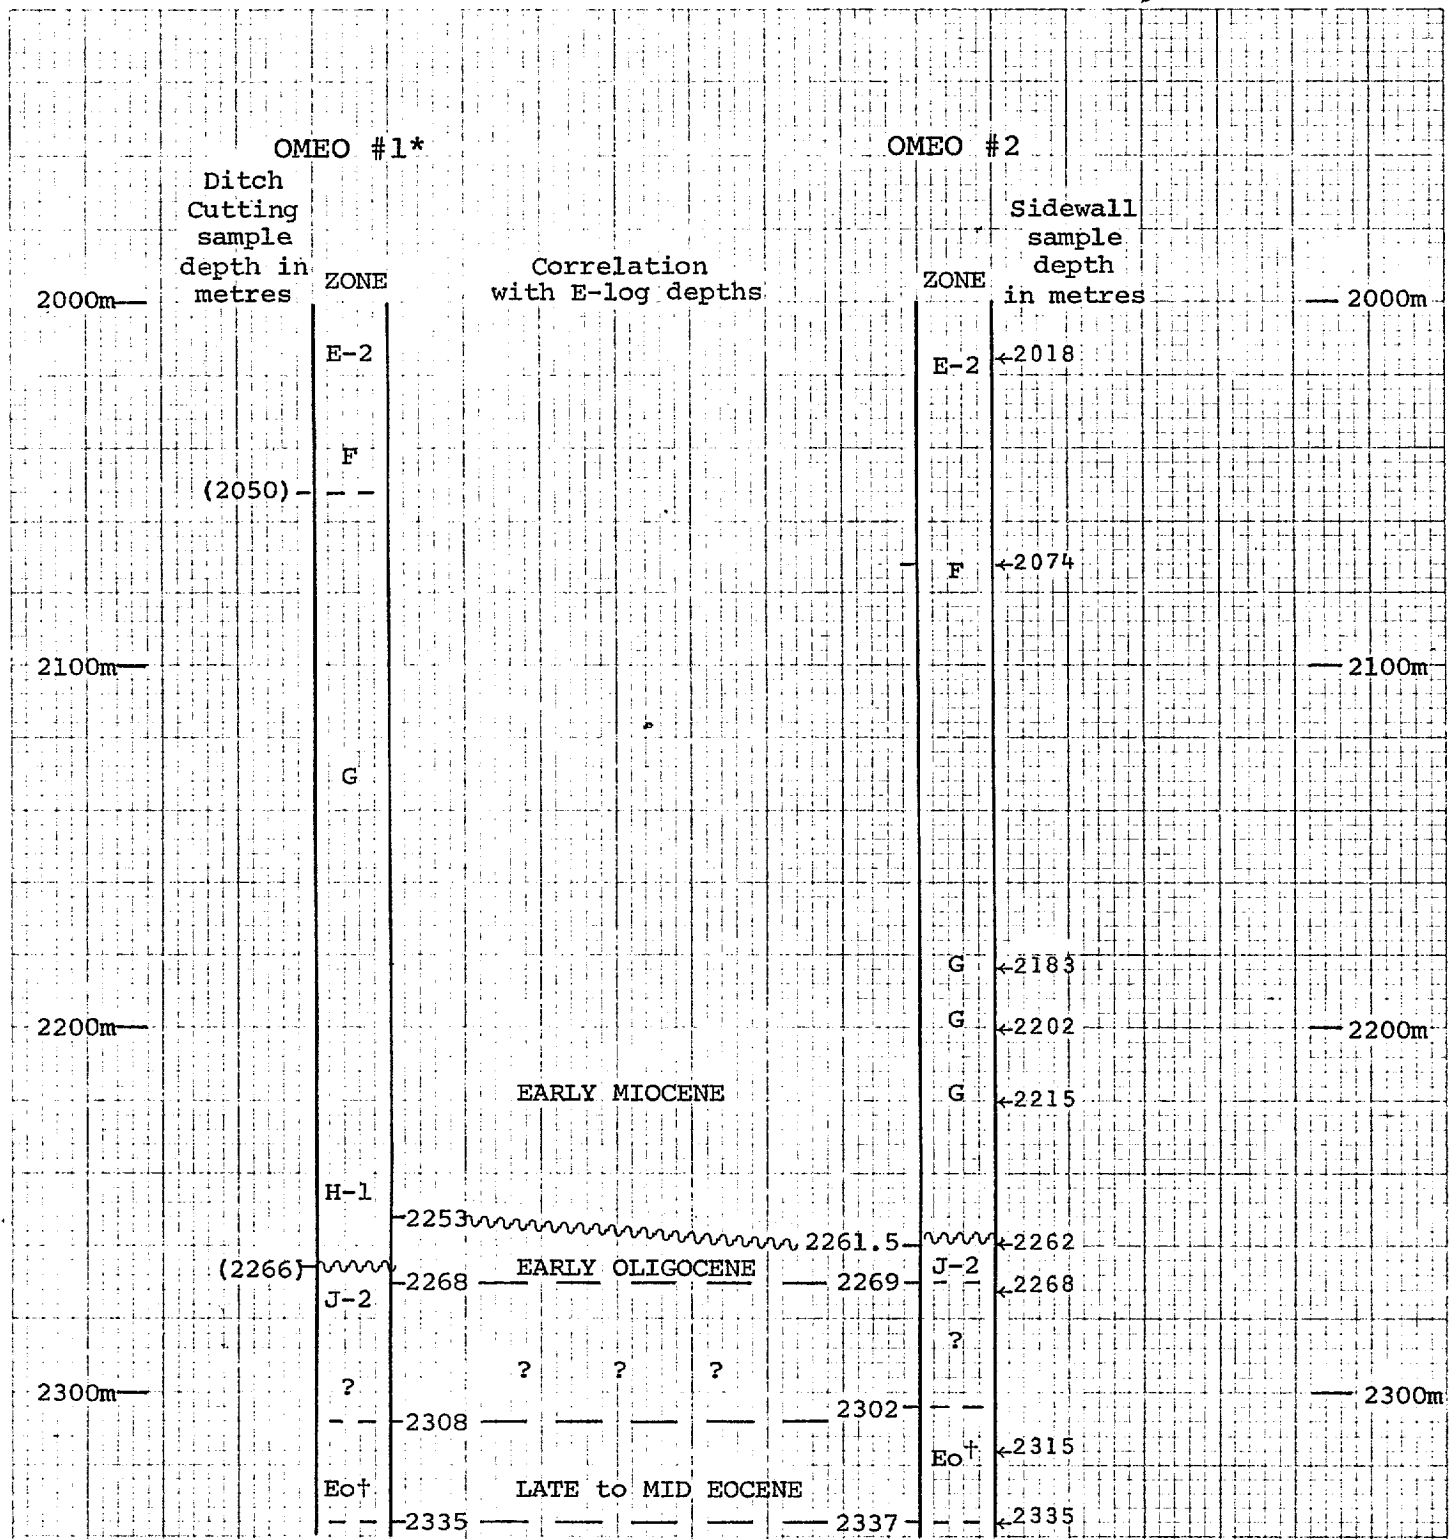 OMEO #1*
OMEO #2
Ditch
Cutting
sample
depth in
metres
ZONE
Correlation
with E-log depths
ZONE
Sidewall
sample
depth
in metres
2000m
2000m
E-2
E-2
←2018
F
(2050)
F
←2074
2100m
2100m
G
G
←2183
2200m
G
←2202
2200m
EARLY MIOCENE
G
←2215
H-1
2253
2261.5
←2262
(2266)
EARLY OLIGOCENE
J-2
2268
2269
←2268
J-2
?
? ? ?
2300m
?
2300m
2302
2308
Eo†
←2315
Eo†
LATE to MID EOCENE
2335
2337
←2335